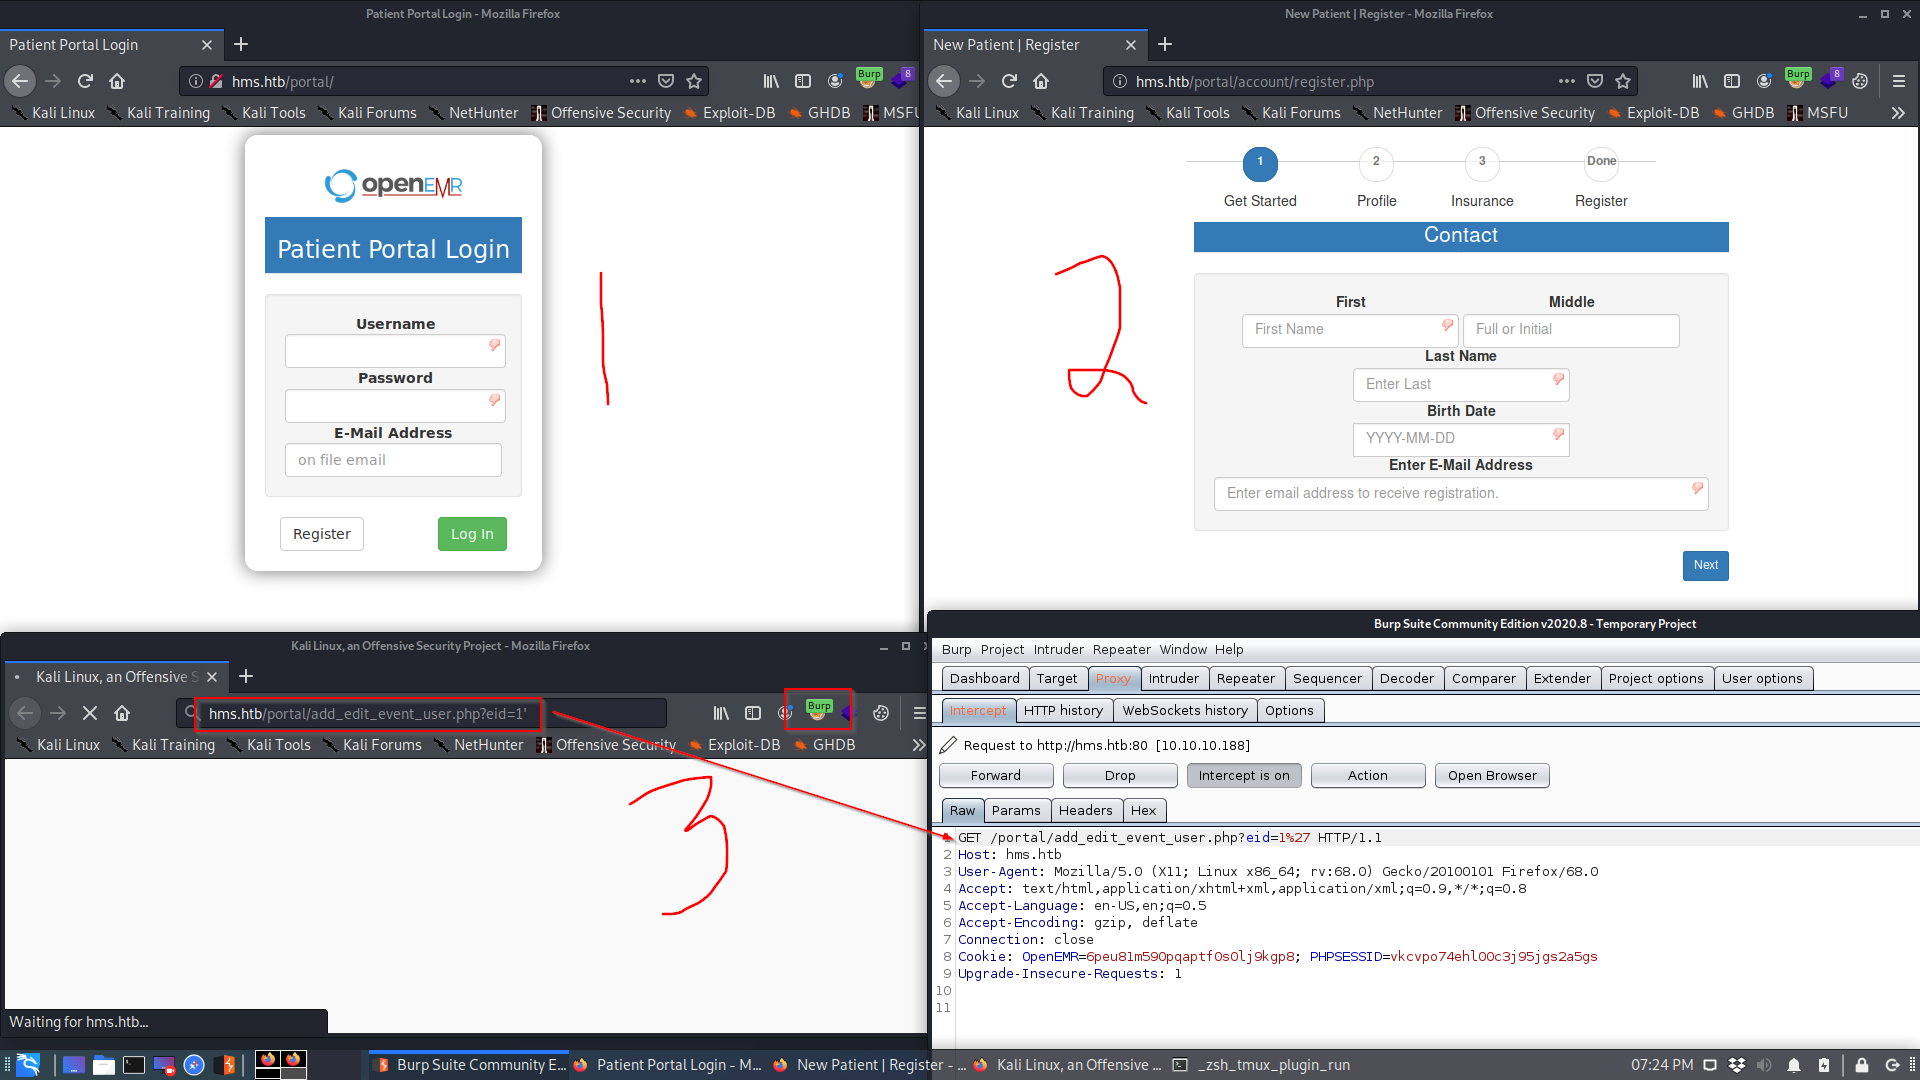 Patient Portal Login - Mozilla Firefox
Patient Portal Login
hms.htb/portal/
Burp
8
Kali Linux
Kali Training
Kali Tools
Kali Forums
NetHunter
Offensive Security
Exploit-DB
GHDB
MSFU
openEMR
Patient Portal Login
Username
Password
E-Mail Address
on file email
Register
Log In
1
New Patient | Register - Mozilla Firefox
New Patient | Register
hms.htb/portal/account/register.php
Burp
8
Kali Linux
Kali Training
Kali Tools
Kali Forums
NetHunter
Offensive Security
Exploit-DB
GHDB
MSFU
1
2
3
Done
Get Started
Profile
Insurance
Register
Contact
First
Middle
First Name
Full or Initial
Last Name
Enter Last
Birth Date
YYYY-MM-DD
Enter E-Mail Address
Enter email address to receive registration.
Next
2
Kali Linux, an Offensive Security Project - Mozilla Firefox
Kali Linux, an Offensive S
hms.htb/portal/add_edit_event_user.php?eid=1'
Burp
Kali Linux
Kali Training
Kali Tools
Kali Forums
NetHunter
Offensive Security
Exploit-DB
GHDB
3
Waiting for hms.htb...
Burp Suite Community Edition v2020.8 - Temporary Project
Burp Project Intruder Repeater Window Help
Dashboard Target Proxy Intruder Repeater Sequencer Decoder Comparer Extender Project options User options
Intercept HTTP history WebSockets history Options
Request to http://hms.htb:80 [10.10.10.188]
Forward Drop Intercept is on Action Open Browser
Raw Params Headers Hex
GET /portal/add_edit_event_user.php?eid=1%27 HTTP/1.1
2 Host: hms.htb
3 User-Agent: Mozilla/5.0 (X11; Linux x86_64; rv:68.0) Gecko/20100101 Firefox/68.0
4 Accept: text/html,application/xhtml+xml,application/xml;q=0.9,*/*;q=0.8
5 Accept-Language: en-US,en;q=0.5
6 Accept-Encoding: gzip, deflate
7 Connection: close
8 Cookie: OpenEMR=6peu81m590pqaptf0s0lj9kgp8; PHPSESSID=vkcvpo74ehl00c3j95jgs2a5gs
9 Upgrade-Insecure-Requests: 1
10
11
Burp Suite Community E...
Patient Portal Login - M...
New Patient | Register - ...
Kali Linux, an Offensive ...
_zsh_tmux_plugin_run
07:24 PM